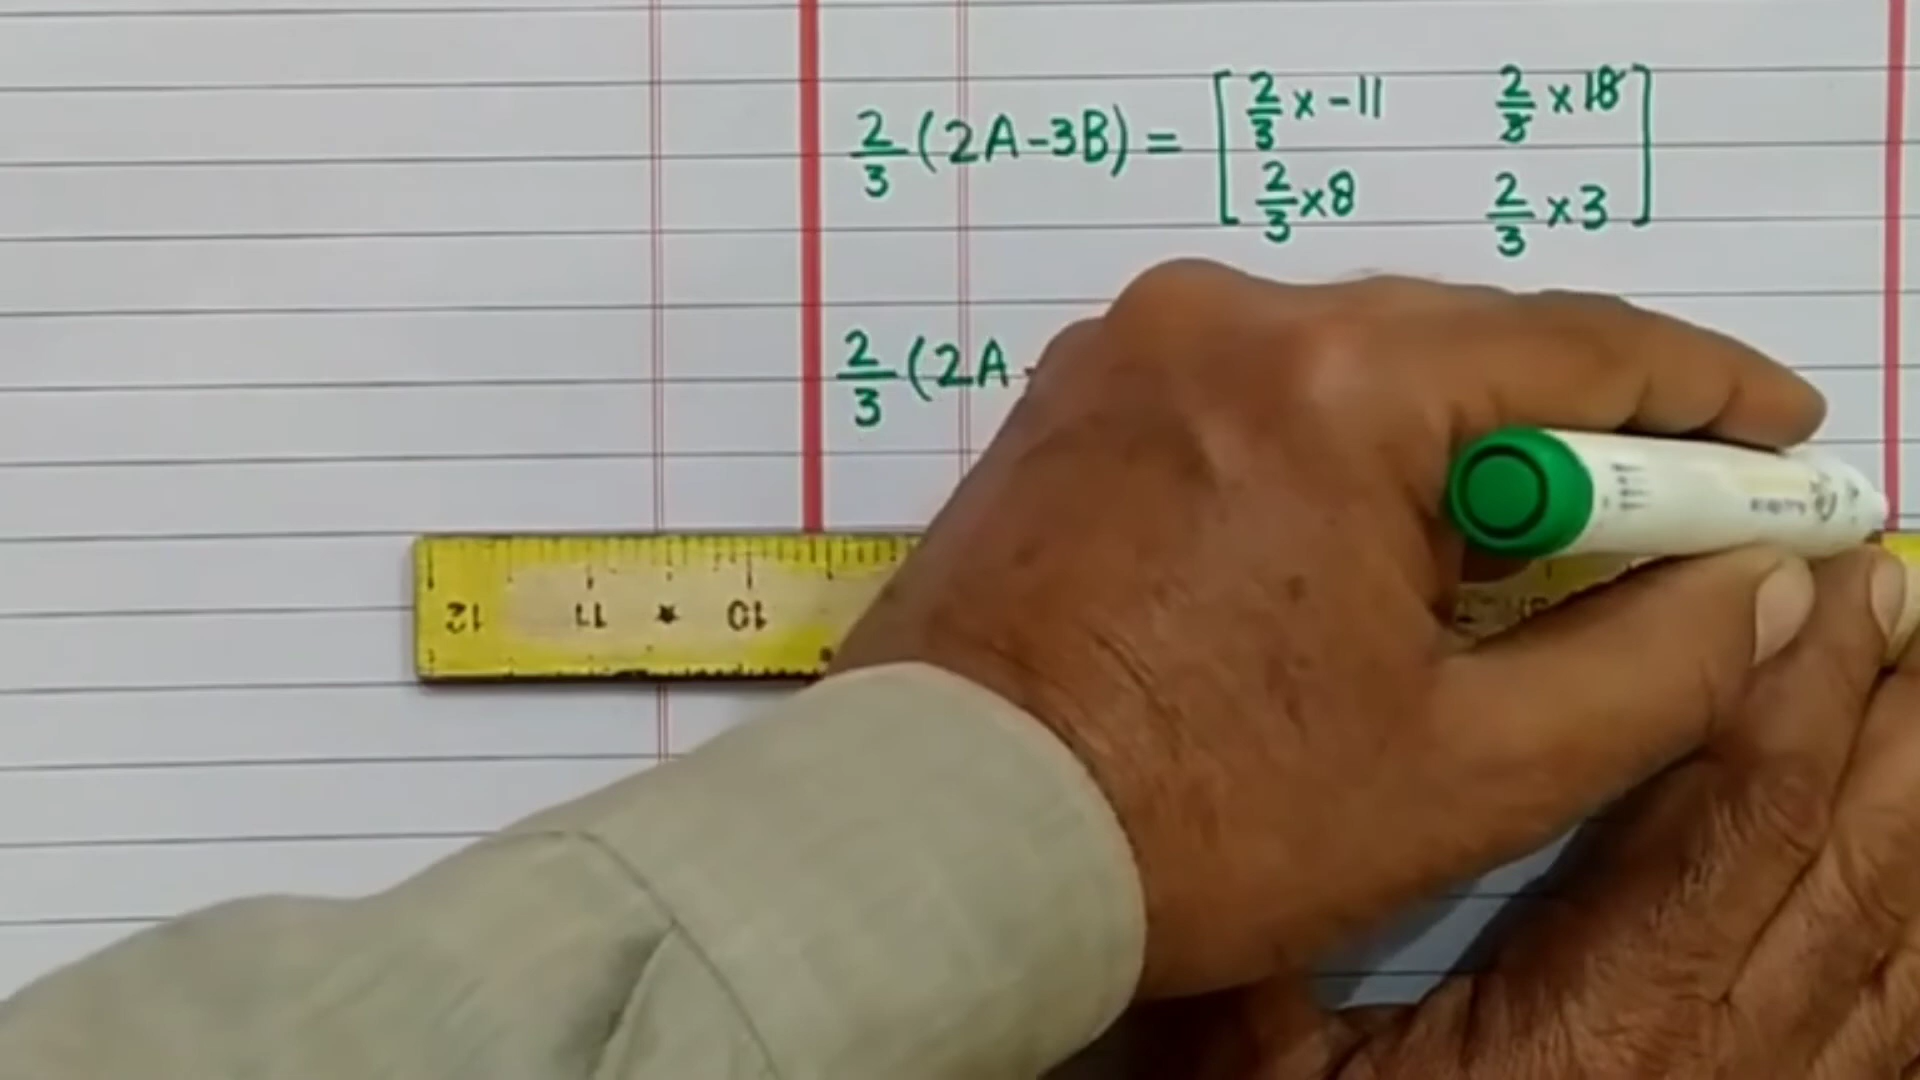 2/3 (2A-3B) = [ 2/3 x -11 2/3 x 18
2/3 x 8 2/3 x 3 ]
2/3 (2A -
12 11 10